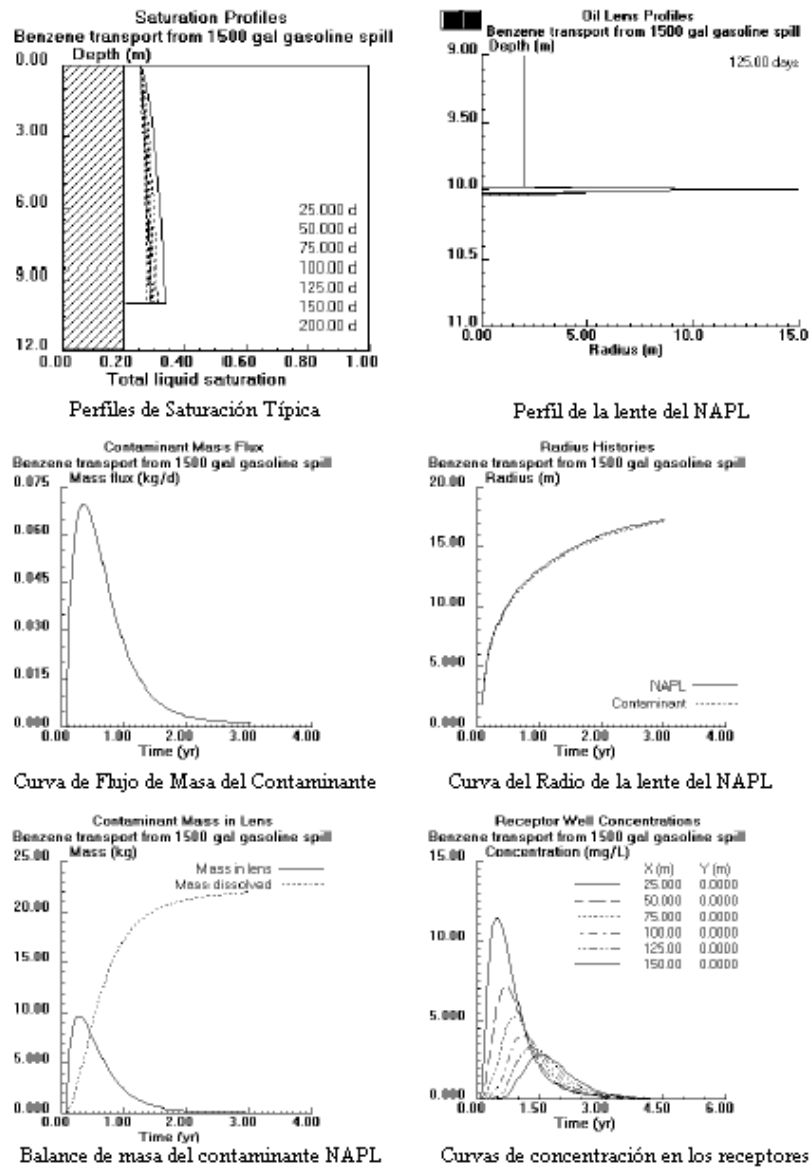 Saturation Profiles
Benzene transport from 1500 gal gasoline spill
Depth (m)
0.00
3.00
6.00
9.00
12.0
25.000 d
50.000 d
75.000 d
100.00 d
125.00 d
150.00 d
200.00 d
0.00 0.20 0.40 0.60 0.80 1.00
Total liquid saturation
Perfiles de Saturación Típica
Oil Lens Profiles
Benzene transport from 1500 gal gasoline spill
Depth (m)
125.00 days
9.00
9.50
10.0
10.5
11.0
0.00 5.00 10.0 15.0
Radius (m)
Perfil de la lente del NAPL
Contaminant Mass Flux
Benzene transport from 1500 gal gasoline spill
Mass flux (kg/d)
0.075
0.060
0.045
0.030
0.015
0.000
1.00 2.00 3.00 4.00
Time (yr)
Curva de Flujo de Masa del Contaminante
Radius Histories
Benzene transport from 1500 gal gasoline spill
Radius (m)
20.00
15.00
10.00
5.000
0.000
NAPL
Contaminant
1.00 2.00 3.00 4.00
Time (yr)
Curva del Radio de la lente del NAPL
Contaminant Mass in Lens
Benzene transport from 1500 gal gasoline spill
Mass (kg)
25.00
20.00
15.00
10.00
5.000
0.000
Mass in lens
Mass dissolved
1.00 2.00 3.00 4.00
Time (yr)
Balance de masa del contaminante NAPL
Receptor Well Concentrations
Benzene transport from 1500 gal gasoline spill
Concentration (mg/L)
15.00
10.00
5.000
0.000
X (m) Y (m)
25.000 0.0000
50.000 0.0000
75.000 0.0000
100.00 0.0000
125.00 0.0000
150.00 0.0000
1.50 3.00 4.50 6.00
Time (yr)
Curvas de concentración en los receptores